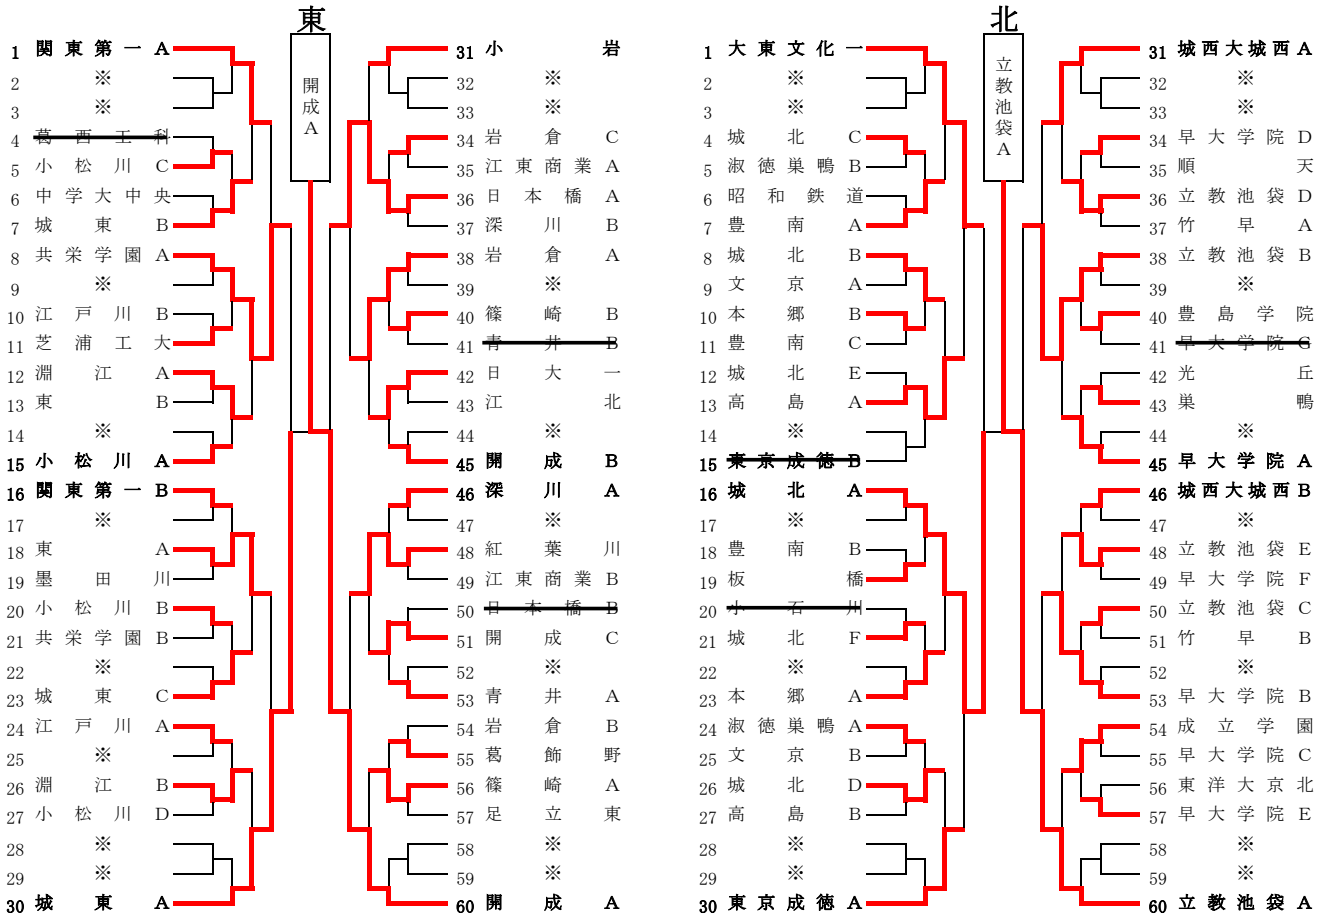 東
北
開成A
立教池袋A
1 関東第一A
2 ※
3 ※
4 葛西工科
5 小松川C
6 中学大中央
7 城東B
8 共栄学園A
9 ※
10 江戸川B
11 芝浦工大
12 淵江A
13 東B
14 ※
15 小松川A
16 関東第一B
17 ※
18 東A
19 墨田川
20 小松川B
21 共栄学園B
22 ※
23 城東C
24 江戸川A
25 ※
26 淵江B
27 小松川D
28 ※
29 ※
30 城東A
31 小岩
32 ※
33 ※
34 岩倉C
35 江東商業A
36 日本橋A
37 深川B
38 岩倉A
39 ※
40 篠崎B
41 青井B
42 日大一
43 江北
44 ※
45 開成B
46 深川A
47 ※
48 紅葉川
49 江東商業B
50 日本橋B
51 開成C
52 ※
53 青井A
54 岩倉B
55 葛飾野
56 篠崎A
57 足立東
58 ※
59 ※
60 開成A
1 大東文化一
2 ※
3 ※
4 城北C
5 淑徳巣鴨B
6 昭和鉄道
7 豊南A
8 城北B
9 文京A
10 本郷B
11 豊南C
12 城北E
13 高島A
14 ※
15 東京成徳B
16 城北A
17 ※
18 豊南B
19 板橋
20 小石川
21 城北F
22 ※
23 本郷A
24 淑徳巣鴨A
25 文京B
26 城北D
27 高島B
28 ※
29 ※
30 東京成徳A
31 城西大城西A
32 ※
33 ※
34 早大学院D
35 順天
36 立教池袋D
37 竹早A
38 立教池袋B
39 ※
40 豊島学院
41 早大学院G
42 光丘
43 巣鴨
44 ※
45 早大学院A
46 城西大城西B
47 ※
48 立教池袋E
49 早大学院F
50 立教池袋C
51 竹早B
52 ※
53 早大学院B
54 成立学園
55 早大学院C
56 東洋大京北
57 早大学院E
58 ※
59 ※
60 立教池袋A